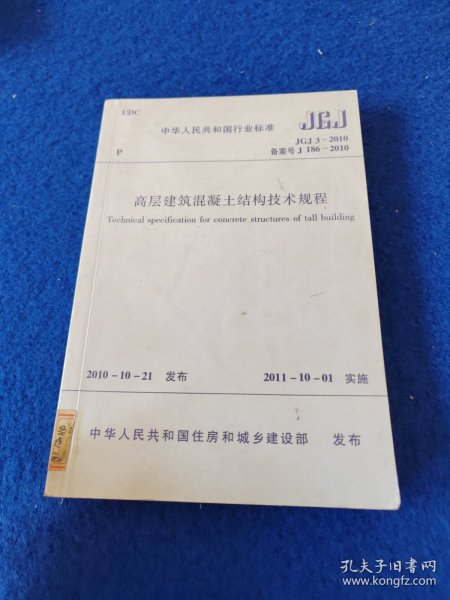 UDC
中华人民共和国行业标准
JGJ
JGJ 3-2010
P
备案号 J 186-2010
高层建筑混凝土结构技术规程
Technical specification for concrete structures of tall building
2010-10-21 发布
2011-10-01 实施
中华人民共和国住房和城乡建设部 发布
孔夫子旧书网
www.kongfz.com